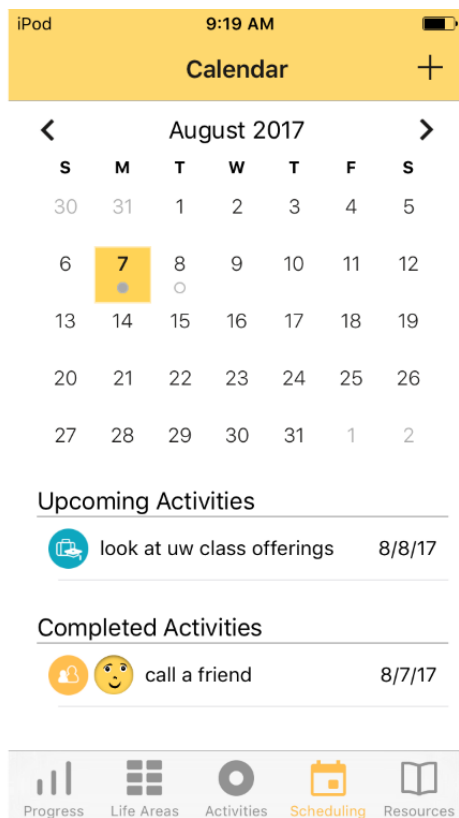 iPod 9:19 AM
Calendar +
August 2017
S M T W T F S
30 31 1 2 3 4 5
6 7 8 9 10 11 12
13 14 15 16 17 18 19
20 21 22 23 24 25 26
27 28 29 30 31 1 2
Upcoming Activities
look at uw class offerings 8/8/17
Completed Activities
call a friend 8/7/17
Progress Life Areas Activities Scheduling Resources